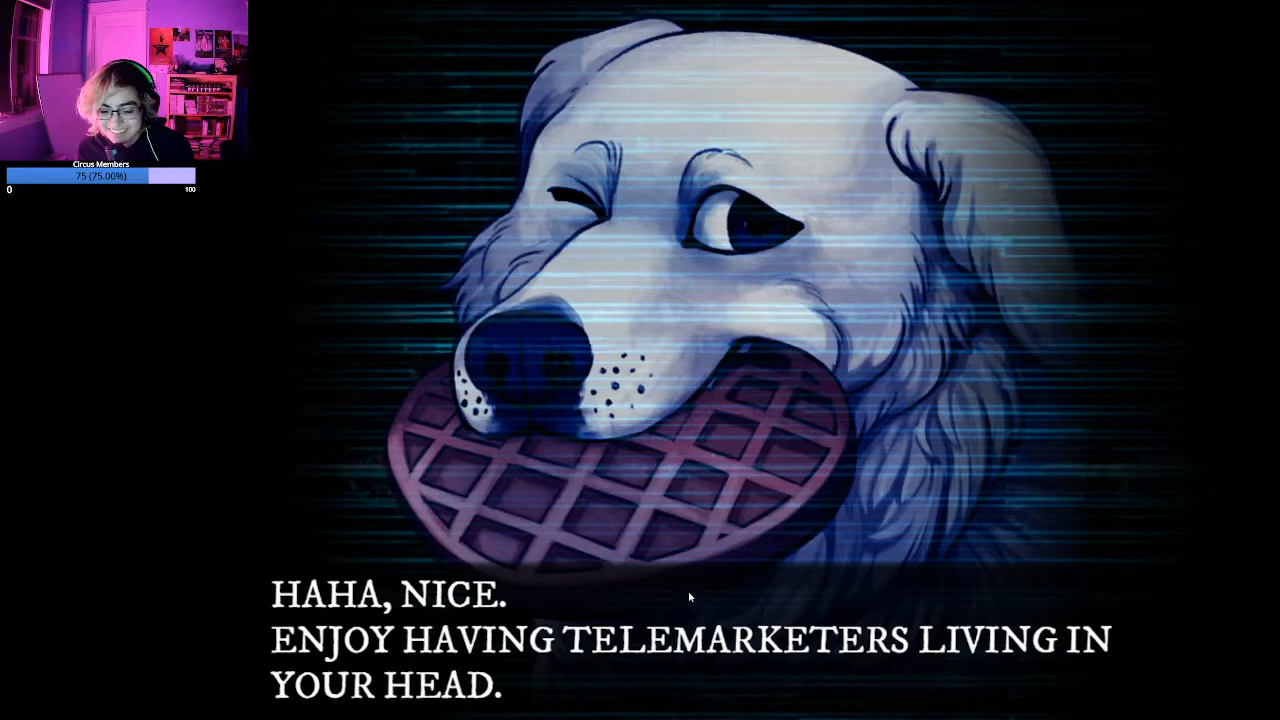 Circus Members
75 (75.00%)
0
100
HAHA, NICE.
ENJOY HAVING TELEMARKETERS LIVING IN
YOUR HEAD.